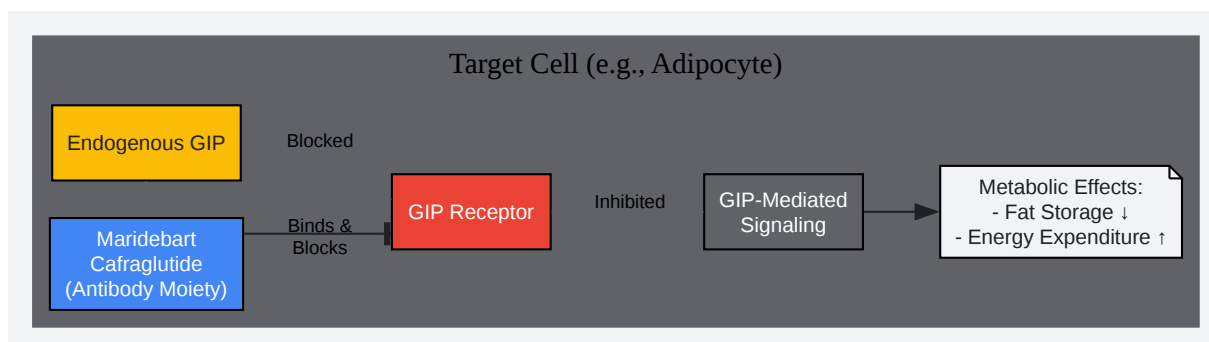 Target Cell (e.g., Adipocyte)
Endogenous GIP
Blocked
Maridebart
Cafraglutide
(Antibody Moiety)
Binds &
Blocks
GIP Receptor
Inhibited
GIP-Mediated
Signaling
Metabolic Effects:
- Fat Storage ↓
- Energy Expenditure ↑